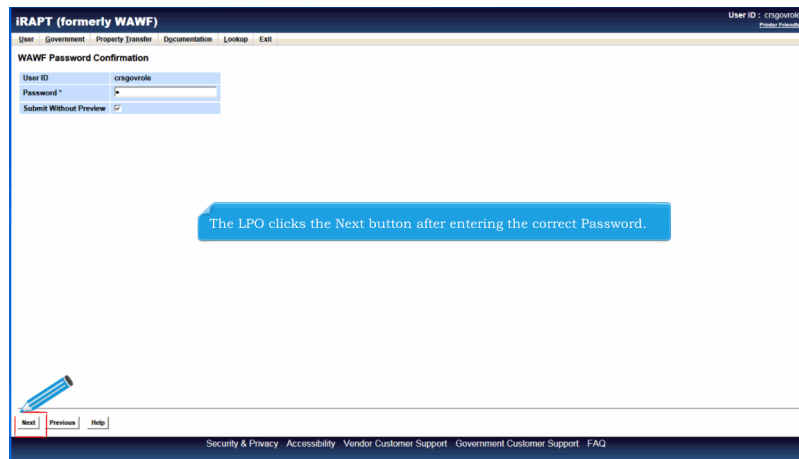 iRAPT (formerly WAWF)
User ID : crsgovrole
Printer Friendly
User Government Property Transfer Documentation Lookup Exit
WAWF Password Confirmation
User ID crsgovrole
Password *
Submit Without Preview
The LPO clicks the Next button after entering the correct Password.
Next Previous Help
Security & Privacy Accessibility Vendor Customer Support Government Customer Support FAQ